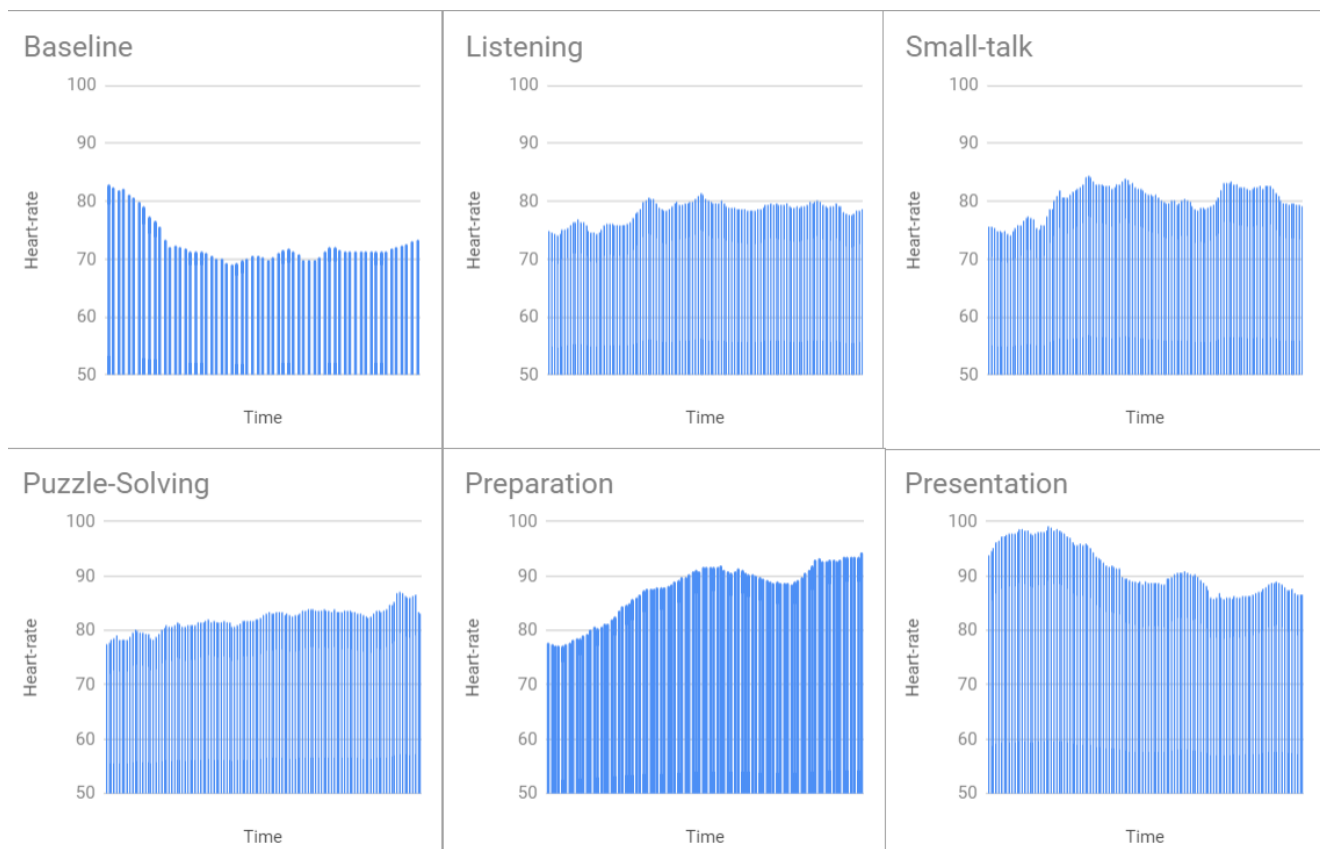 Baseline
100
90
80
70
60
50
Heart-rate
Time
Listening
100
90
80
70
60
50
Heart-rate
Time
Small-talk
100
90
80
70
60
50
Heart-rate
Time
Puzzle-Solving
100
90
80
70
60
50
Heart-rate
Time
Preparation
100
90
80
70
60
50
Heart-rate
Time
Presentation
100
90
80
70
60
50
Heart-rate
Time